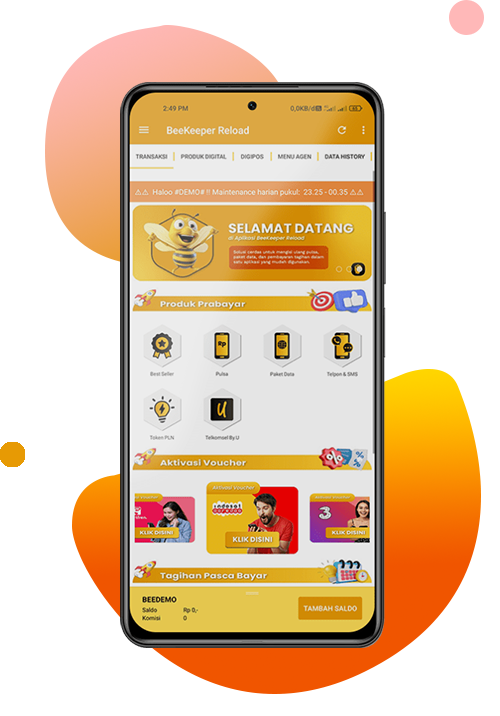 2:49 PM
0,0KB/s
BeeKeeper Reload
TRANSAKSI PRODUK DIGITAL DIGIPOS MENU AGEN DATA HISTORY
Haloo #DEMO# !! Maintenance harian pukul: 23.25 - 00.35
SELAMAT DATANG
di Aplikasi BeeKeeper Reload
Solusi cerdas untuk mengisi ulang pulsa,
paket data, dan pembayaran tagihan dalam
satu aplikasi yang mudah digunakan.
Produk Prabayar
Best Seller Pulsa Paket Data Telpon & SMS
Token PLN Telkomsel By.U
Aktivasi Voucher
Aktivasi Voucher
indosat
ooredoo
3
KLIK DISINI KLIK DISINI KLIK DISINI
Tagihan Pasca Bayar
BEEDEMO
Saldo Rp 0,-
Komisi 0
TAMBAH SALDO